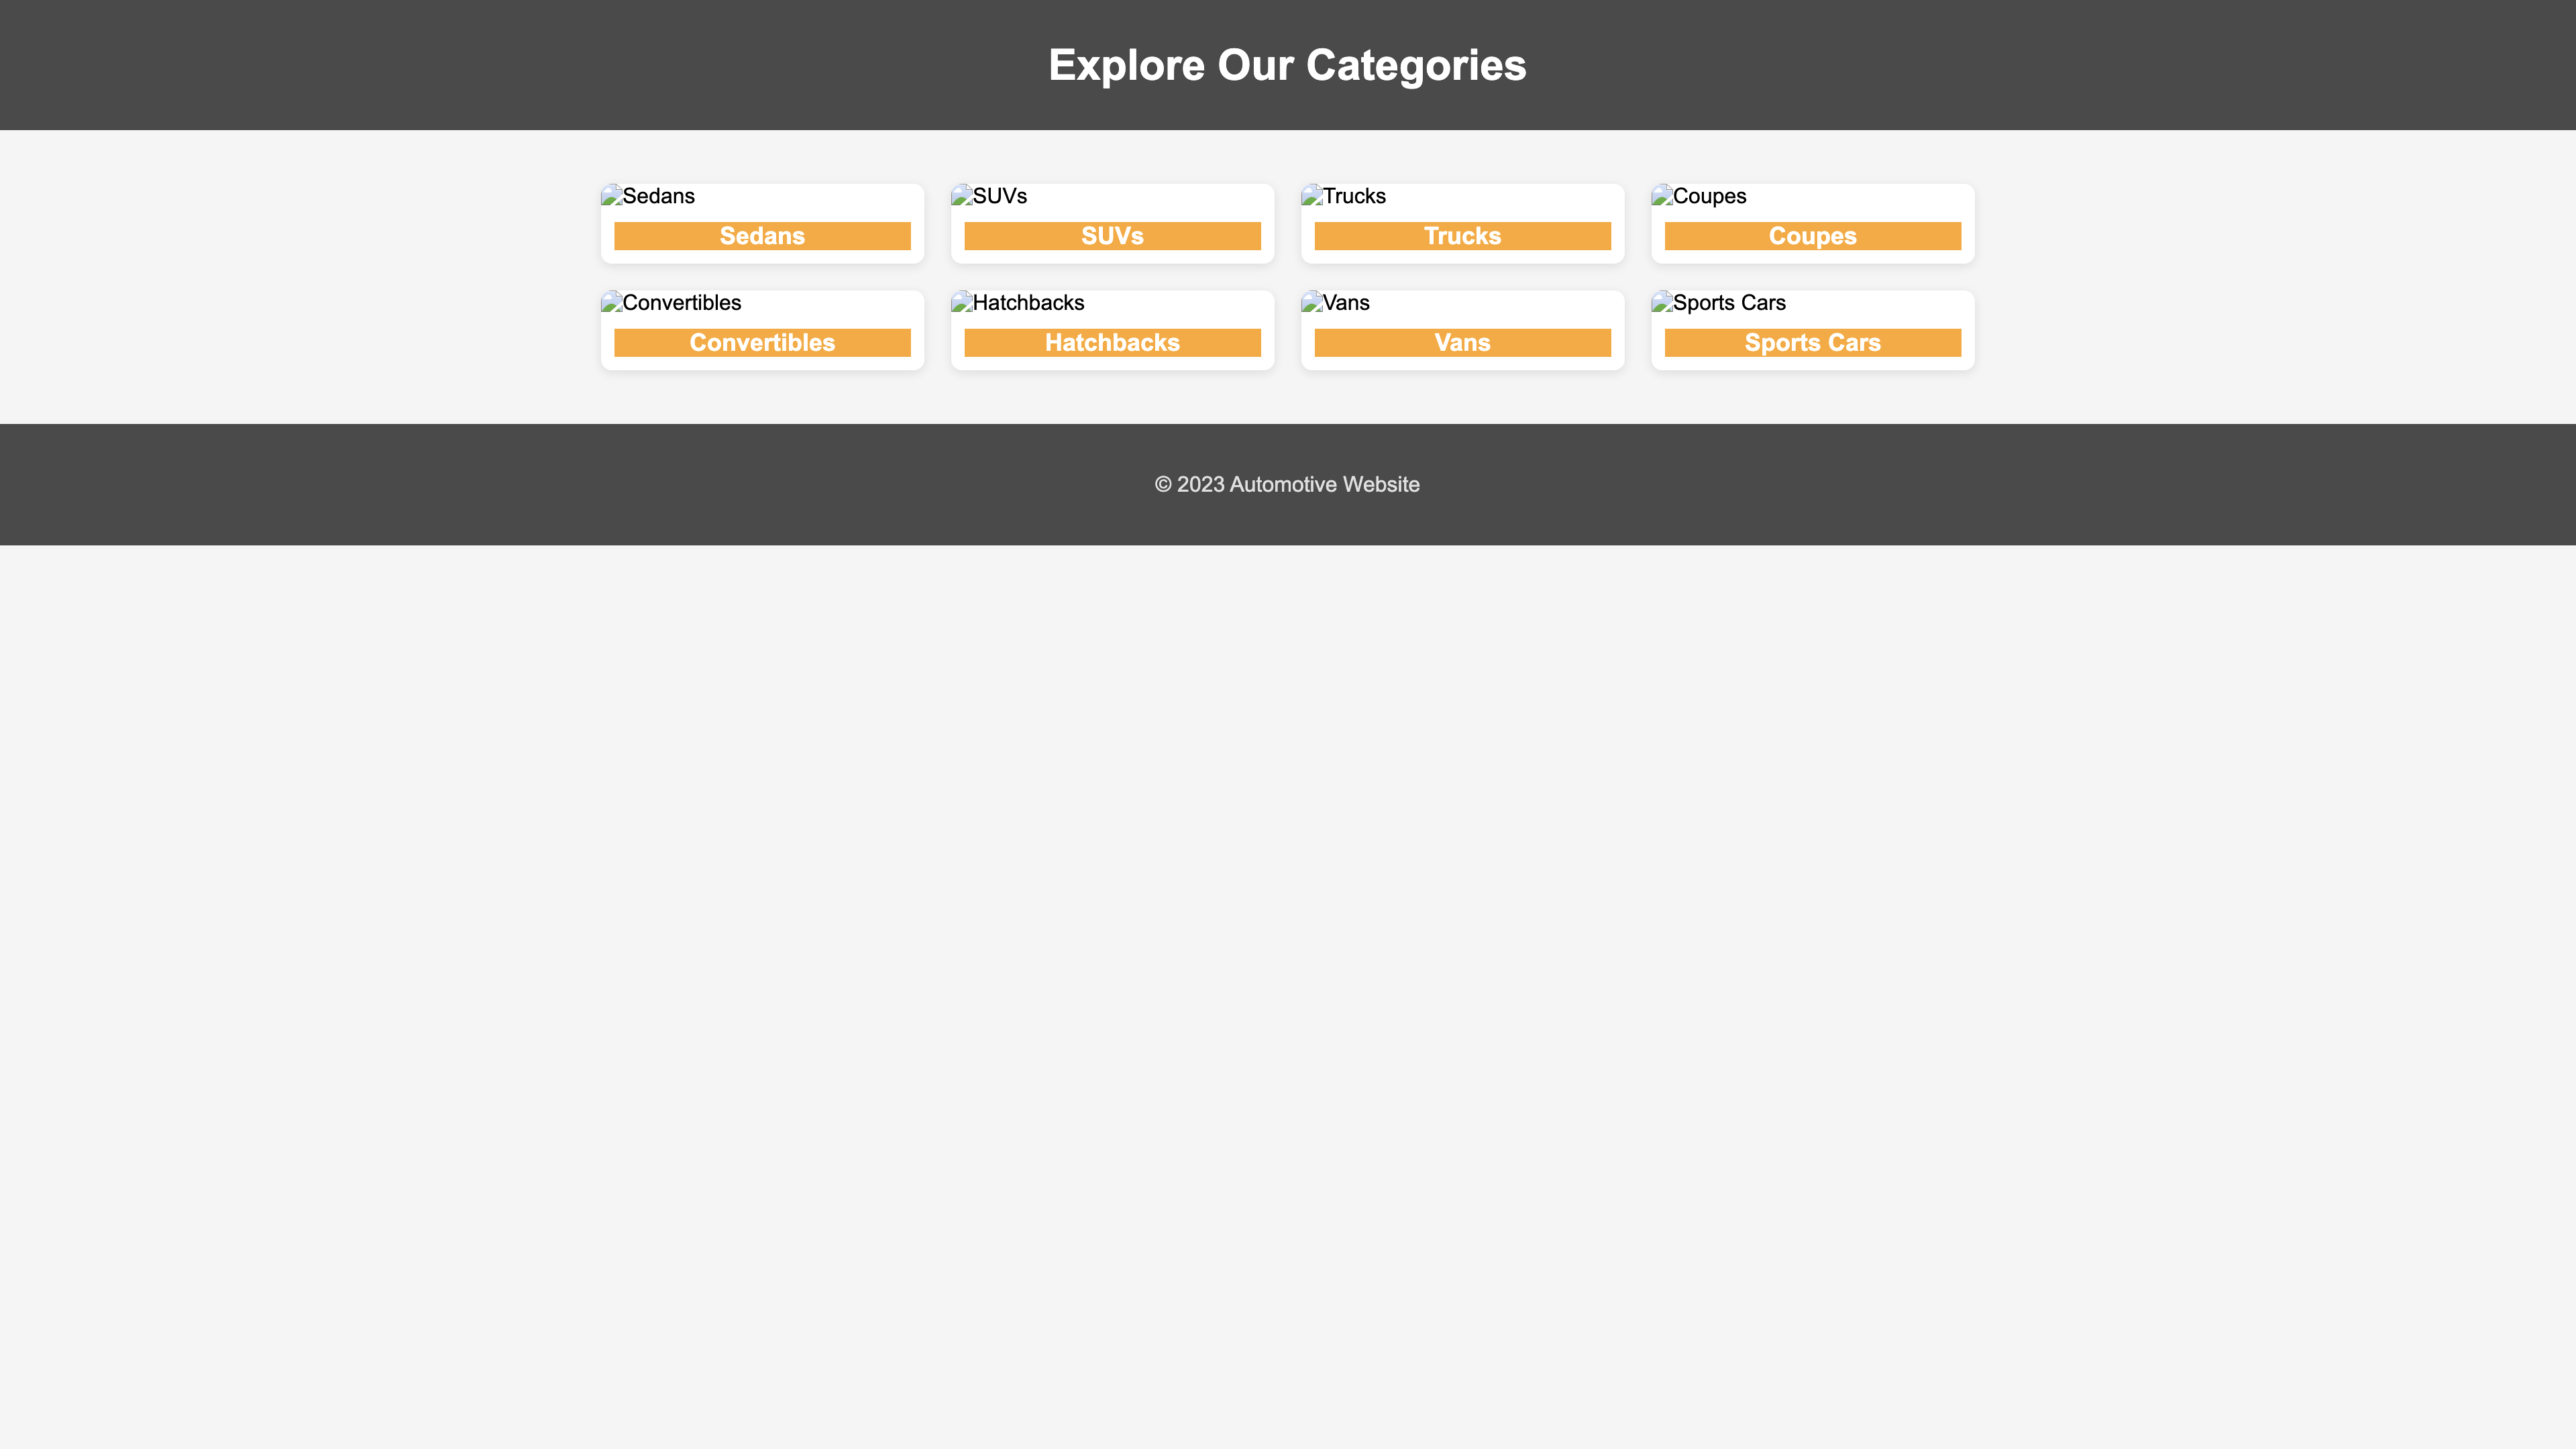 Explore Our Categories
Sedans
SUVs
Trucks
Coupes
Sedans
SUVs
Trucks
Coupes
Convertibles
Hatchbacks
Vans
Sports Cars
Convertibles
Hatchbacks
Vans
Sports Cars
© 2023 Automotive Website